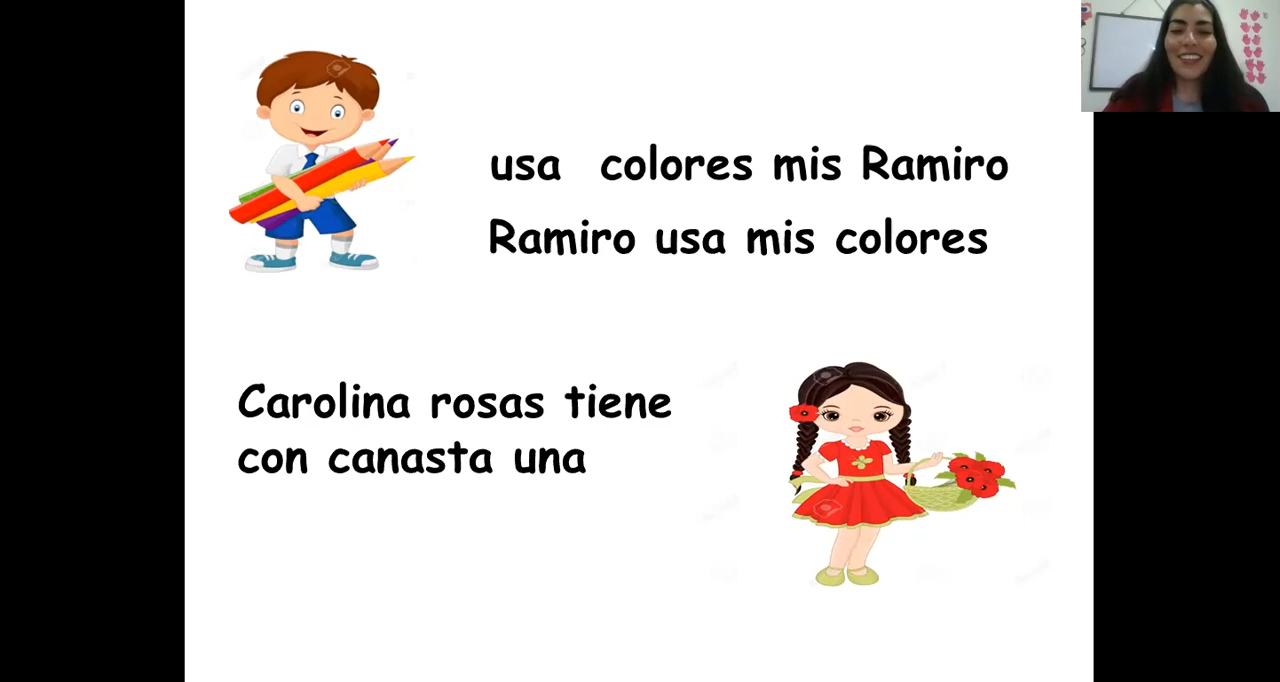 usa colores mis Ramiro
Ramiro usa mis colores
Carolina rosas tiene
con canasta una